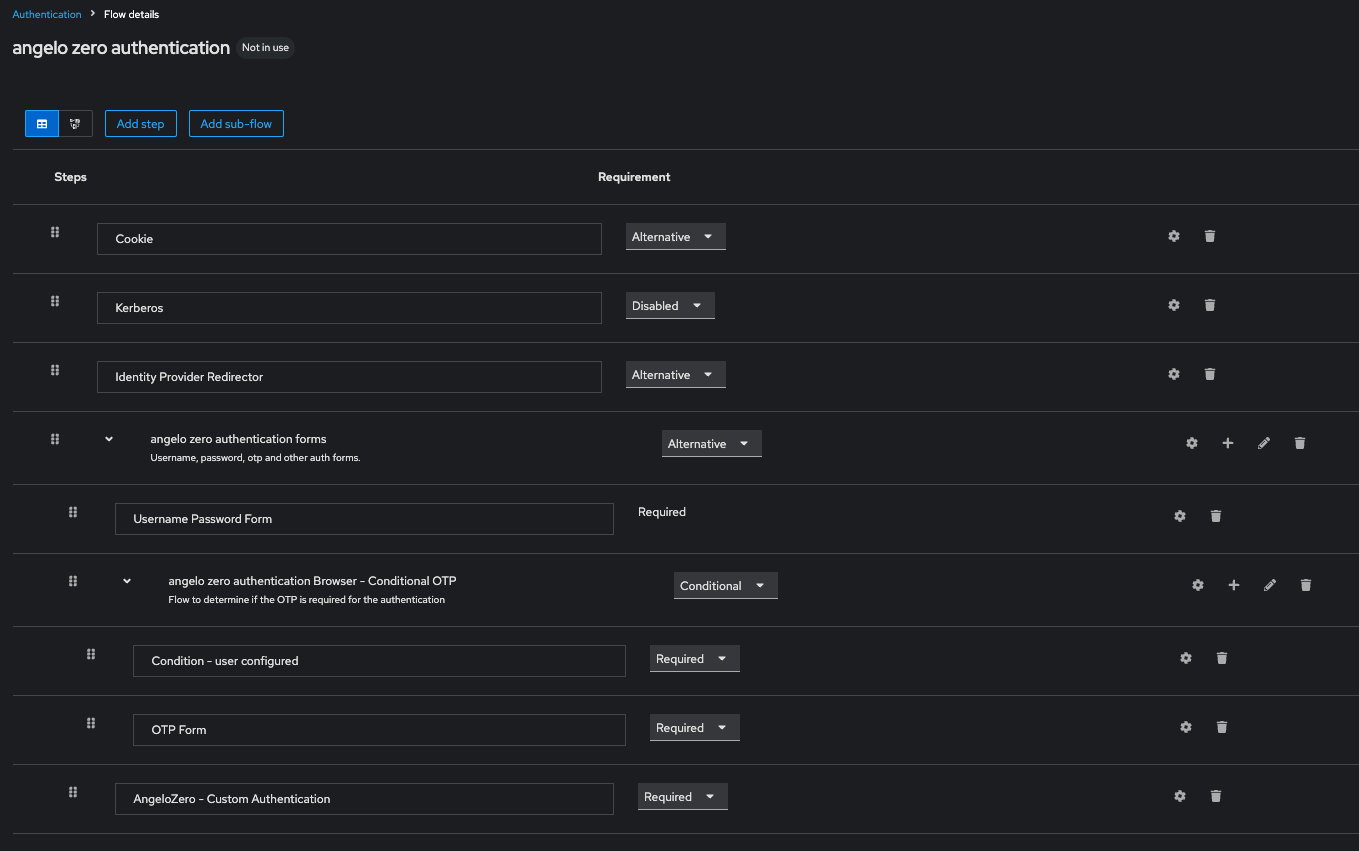 Authentication > Flow details
angelo zero authentication Not in use
Add step Add sub-flow
Steps Requirement
Cookie Alternative
Kerberos Disabled
Identity Provider Redirector Alternative
angelo zero authentication forms Alternative
Username, password, otp and other auth forms.
Username Password Form Required
angelo zero authentication Browser - Conditional OTP Conditional
Flow to determine if the OTP is required for the authentication
Condition - user configured Required
OTP Form Required
AngeloZero - Custom Authentication Required